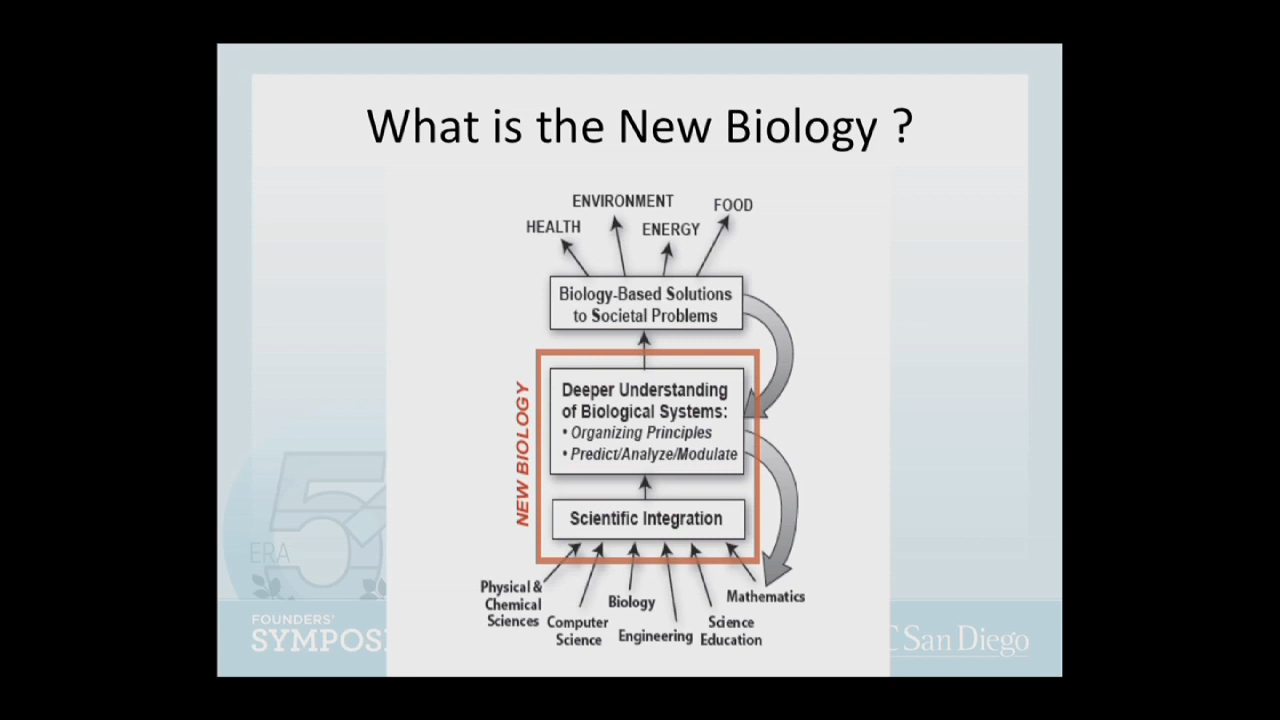 What is the New Biology ?
ENVIRONMENT
FOOD
HEALTH
ENERGY
Biology-Based Solutions
to Societal Problems
NEW BIOLOGY
Deeper Understanding
of Biological Systems:
• Organizing Principles
• Predict/Analyze/Modulate
Scientific Integration
Physical &
Chemical
Sciences
Computer
Science
Biology
Engineering
Science
Education
Mathematics
5
ERA
FOUNDERS'
SYMPOS
C San Diego